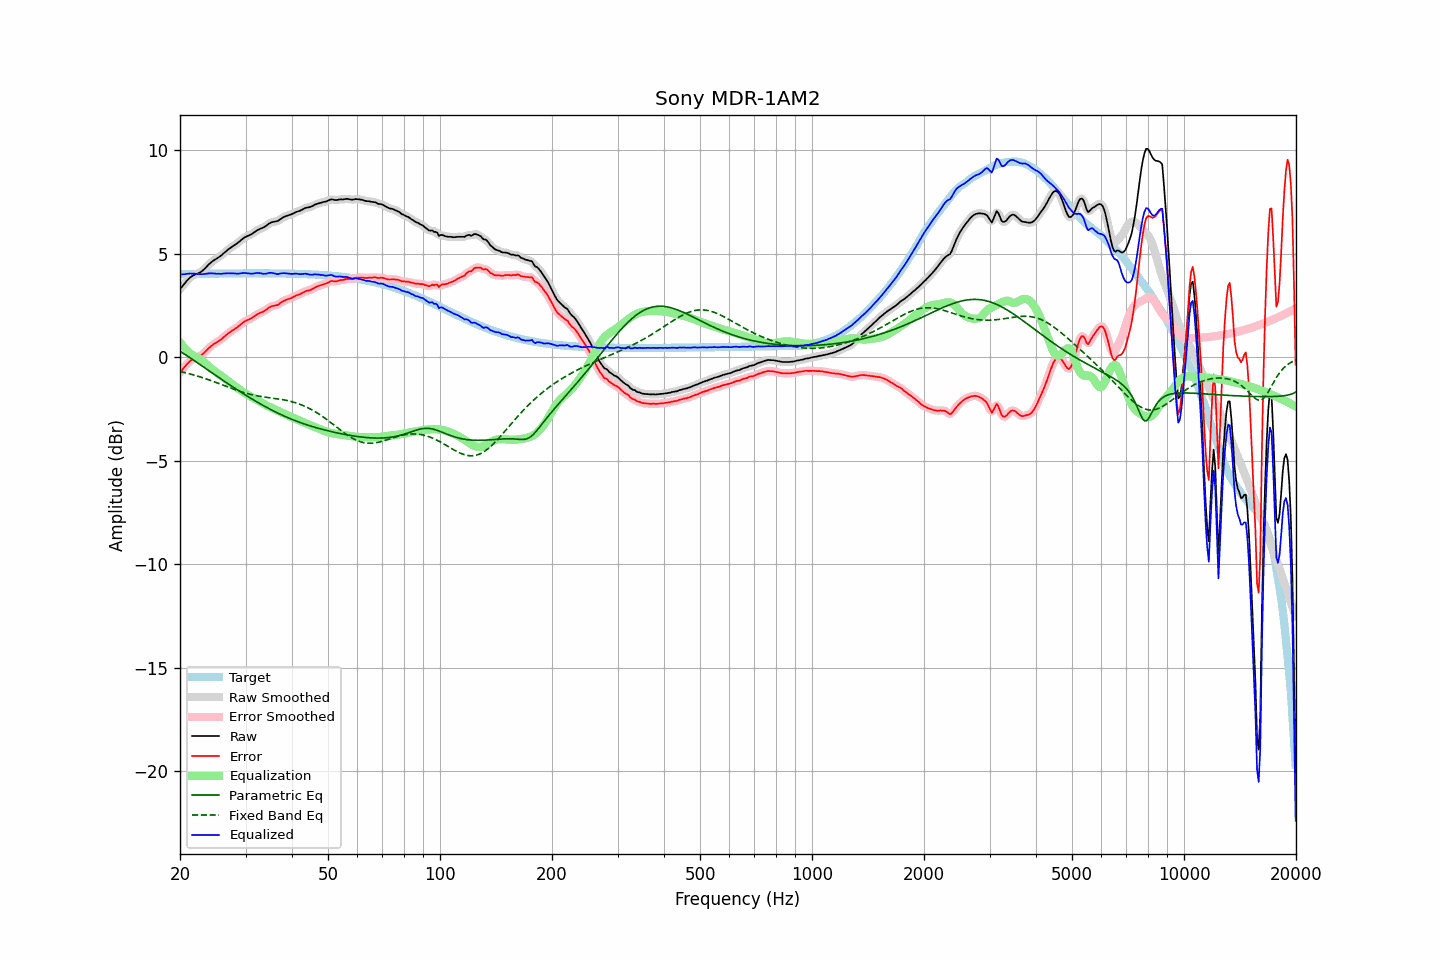 Sony MDR-1AM2
Amplitude (dBr)
10
5
0
−5
−10
−15
−20
Target
Raw Smoothed
Error Smoothed
Raw
Error
Equalization
Parametric Eq
Fixed Band Eq
Equalized
20 50 100 200 500 1000 2000 5000 10000 20000
Frequency (Hz)